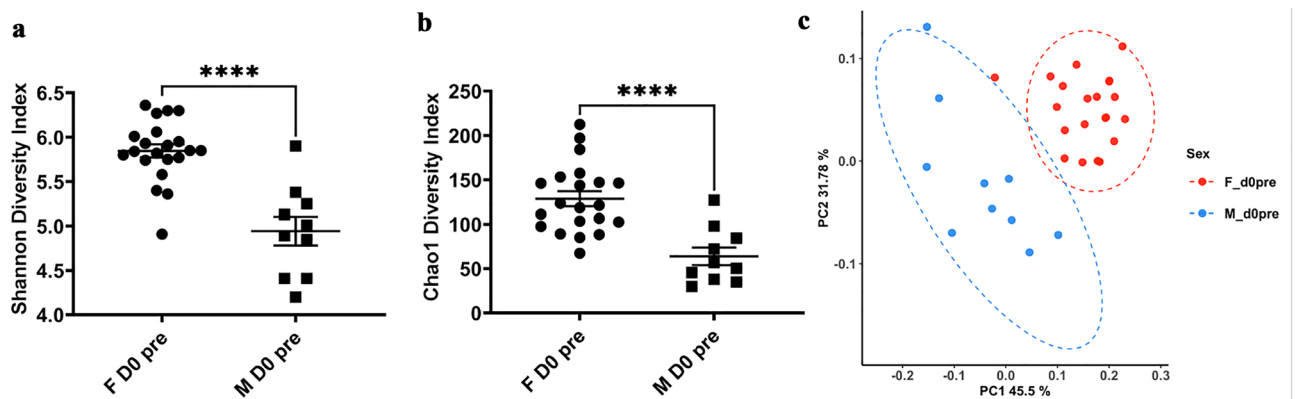 a
Shannon Diversity Index
6.5
6.0
5.5
5.0
4.5
4.0
****
F D0 pre
M D0 pre
b
Chao1 Diversity Index
250
200
150
100
50
0
****
F D0 pre
M D0 pre
c
PC2 31.78 %
0.1
0.0
-0.1
-0.2
-0.1
0.0
0.1
0.2
0.3
PC1 45.5 %
Sex
F_d0pre
M_d0pre